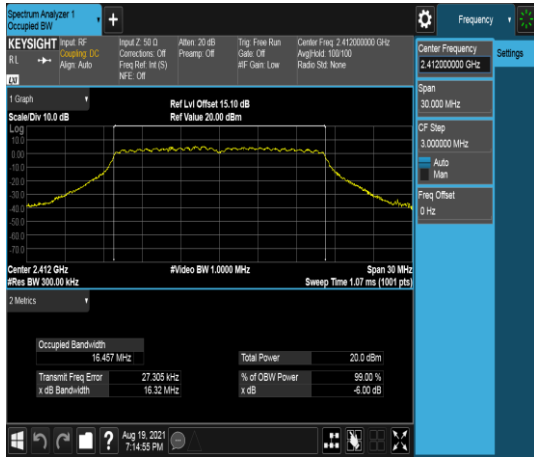 Spectrum Analyzer 1
Occupied BW
Frequency
KEYSIGHT
Input: RF
Input Z: 50 Ω
Atten: 20 dB
Trig: Free Run
Center Freq: 2.412000000 GHz
RL
Coupling: DC
Corrections: Off
Preamp: Off
Gate: Off
Avg|Hold: 100/100
Align: Auto
Freq Ref: Int (S)
#IF Gain: Low
Radio Std: None
NFE: Off
LXI
Center Frequency
2.412000000 GHz
Settings
Span
30.000 MHz
CF Step
3.000000 MHz
Auto
Man
Freq Offset
0 Hz
1 Graph
Ref Lvl Offset 15.10 dB
Scale/Div 10.0 dB
Ref Value 20.00 dBm
Log
10.0
0.00
-10.0
-20.0
-30.0
-40.0
-50.0
-60.0
-70.0
Center 2.412 GHz
#Video BW 1.0000 MHz
Span 30 MHz
#Res BW 300.00 kHz
Sweep Time 1.07 ms (1001 pts)
2 Metrics
Occupied Bandwidth
16.457 MHz
Total Power
20.0 dBm
Transmit Freq Error
27.305 kHz
% of OBW Power
99.00 %
x dB Bandwidth
16.32 MHz
x dB
-6.00 dB
Aug 19, 2021
7:14:55 PM